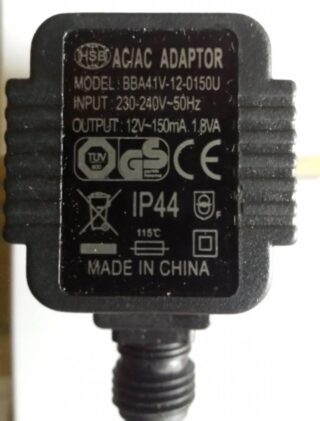 HSB AC/AC ADAPTOR
MODEL: BBA41V-12-0150U
INPUT: 230-240V~50Hz
OUTPUT: 12V~150mA 1.8VA
TÜV GS CE
IP44 F
115℃
MADE IN CHINA